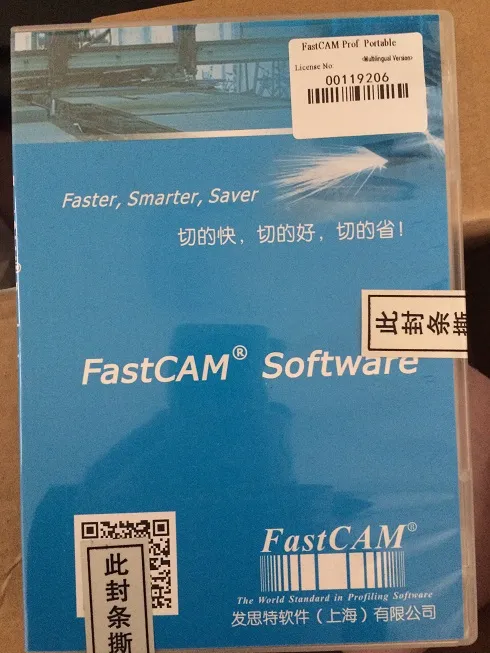 FastCAM Prof Portable
<Multilingual Version>
License No:
00119206
Faster, Smarter, Saver
切的快，切的好，切的省！
此封条撕
FastCAM® Software
FastCAM®
The World Standard in Profiling Software
发思特软件（上海）有限公司
此封条撕